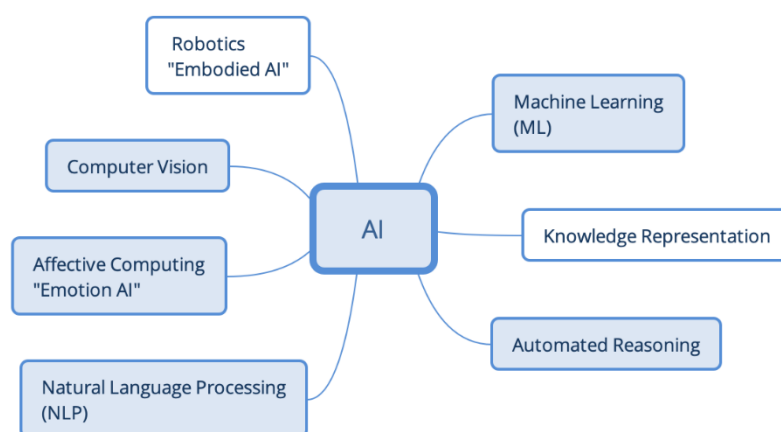 Robotics
"Embodied AI"
Machine Learning
(ML)
Computer Vision
AI
Knowledge Representation
Affective Computing
"Emotion AI"
Automated Reasoning
Natural Language Processing
(NLP)